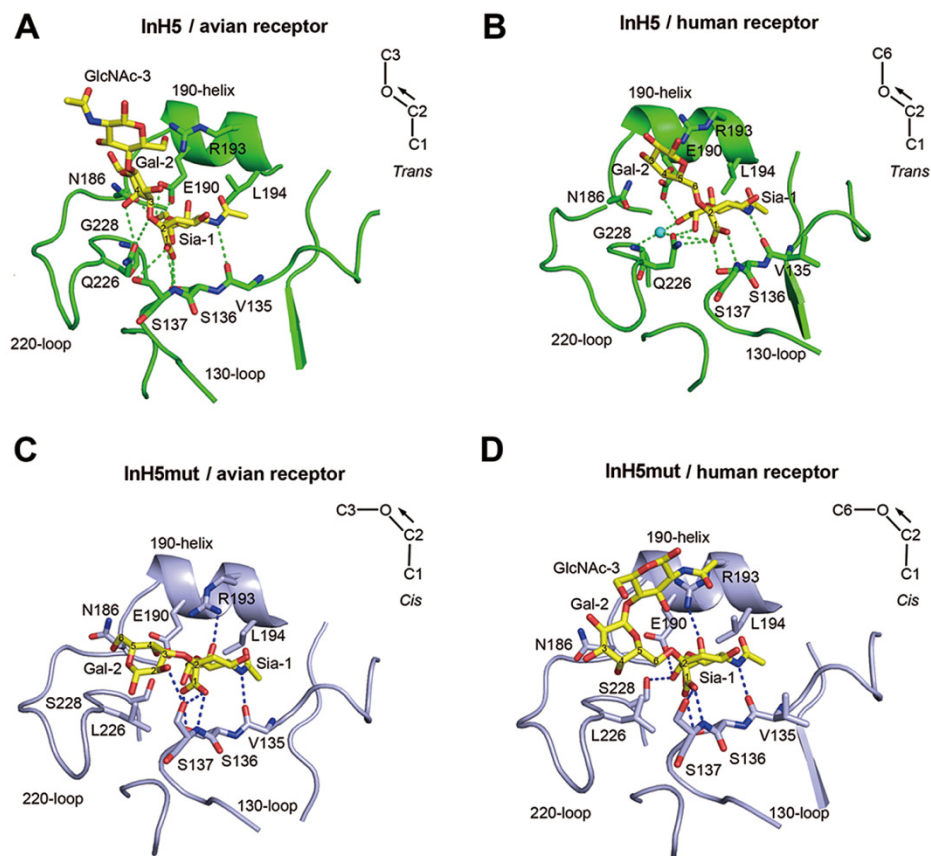 A
InH5 / avian receptor
C3
O
C2
C1
Trans
GlcNAc-3
190-helix
R193
Gal-2
N186
E190
L194
G228
Sia-1
Q226
V135
S136
S137
220-loop
130-loop
B
InH5 / human receptor
C6
O
C2
C1
Trans
190-helix
R193
E190
Gal-2
L194
N186
Sia-1
G228
Q226
V135
S136
S137
220-loop
130-loop
C
InH5mut / avian receptor
C3
O
C2
C1
Cis
190-helix
R193
N186
E190
L194
Gal-2
Sia-1
S228
L226
V135
S136
S137
220-loop
130-loop
D
InH5mut / human receptor
C6
O
C2
C1
Cis
190-helix
GlcNAc-3
R193
Gal-2
E190
L194
N186
Sia-1
S228
L226
V135
S136
S137
220-loop
130-loop